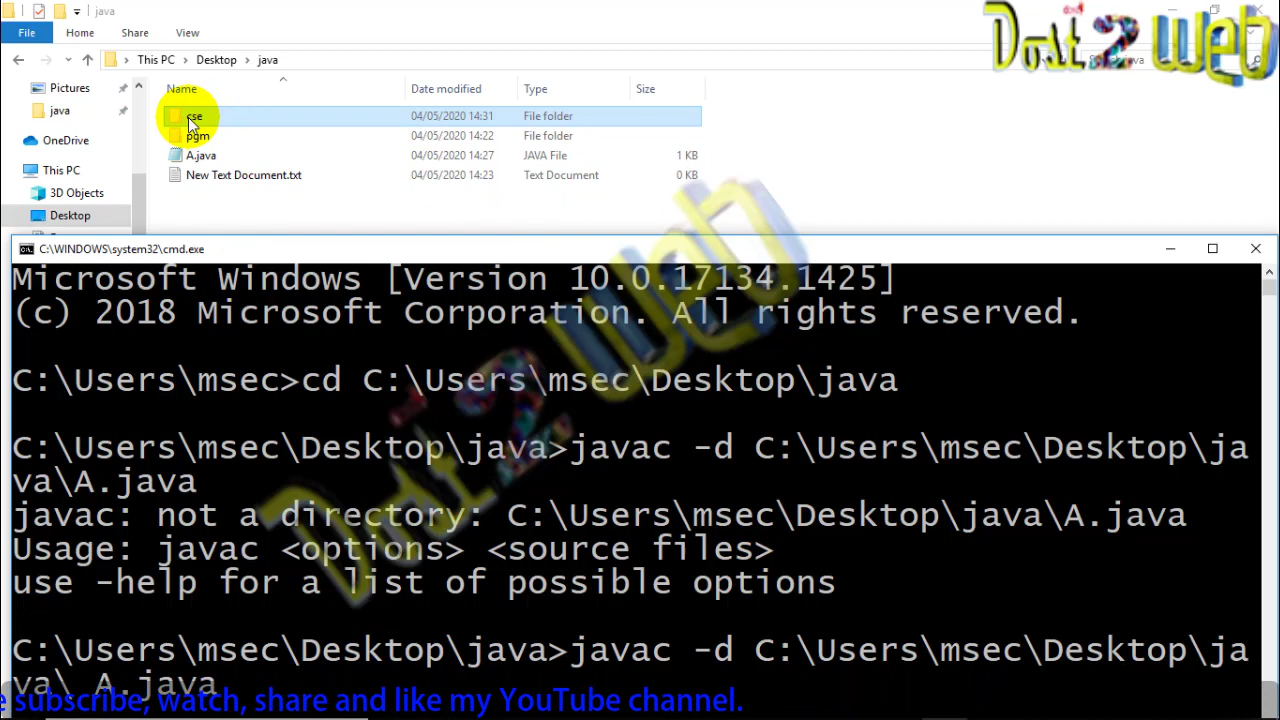 java
File Home Share View
This PC Desktop java
Name Date modified Type Size
Pictures
java
OneDrive
This PC
3D Objects
Desktop
cse 04/05/2020 14:31 File folder
pgm 04/05/2020 14:22 File folder
A.java 04/05/2020 14:27 JAVA File 1 KB
New Text Document.txt 04/05/2020 14:23 Text Document 0 KB
Dot2web
C:\WINDOWS\system32\cmd.exe
Microsoft Windows [Version 10.0.17134.1425]
(c) 2018 Microsoft Corporation. All rights reserved.
C:\Users\msec>cd C:\Users\msec\Desktop\java
C:\Users\msec\Desktop\java>javac -d C:\Users\msec\Desktop\ja
va\A.java
javac: not a directory: C:\Users\msec\Desktop\java\A.java
Usage: javac <options> <source files>
use -help for a list of possible options
C:\Users\msec\Desktop\java>javac -d C:\Users\msec\Desktop\ja
va\ A.java
subscribe, watch, share and like my YouTube channel.